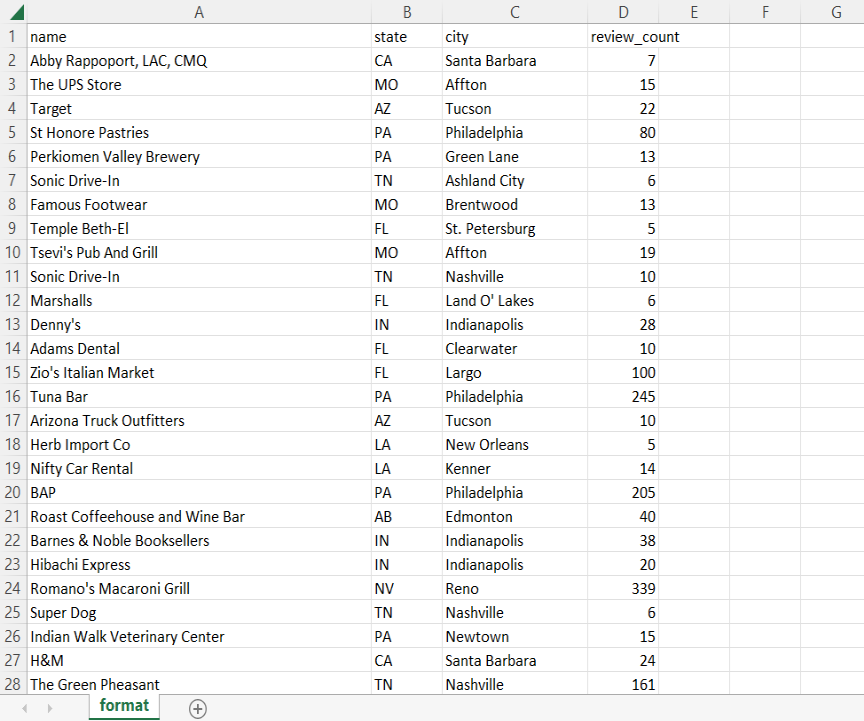 A B C D E F G
1 name state city review_count
2 Abby Rappoport, LAC, CMQ CA Santa Barbara 7
3 The UPS Store MO Affton 15
4 Target AZ Tucson 22
5 St Honore Pastries PA Philadelphia 80
6 Perkiomen Valley Brewery PA Green Lane 13
7 Sonic Drive-In TN Ashland City 6
8 Famous Footwear MO Brentwood 13
9 Temple Beth-El FL St. Petersburg 5
10 Tsevi's Pub And Grill MO Affton 19
11 Sonic Drive-In TN Nashville 10
12 Marshalls FL Land O' Lakes 6
13 Denny's IN Indianapolis 28
14 Adams Dental FL Clearwater 10
15 Zio's Italian Market FL Largo 100
16 Tuna Bar PA Philadelphia 245
17 Arizona Truck Outfitters AZ Tucson 10
18 Herb Import Co LA New Orleans 5
19 Nifty Car Rental LA Kenner 14
20 BAP PA Philadelphia 205
21 Roast Coffeehouse and Wine Bar AB Edmonton 40
22 Barnes & Noble Booksellers IN Indianapolis 38
23 Hibachi Express IN Indianapolis 20
24 Romano's Macaroni Grill NV Reno 339
25 Super Dog TN Nashville 6
26 Indian Walk Veterinary Center PA Newtown 15
27 H&M CA Santa Barbara 24
28 The Green Pheasant TN Nashville 161
format